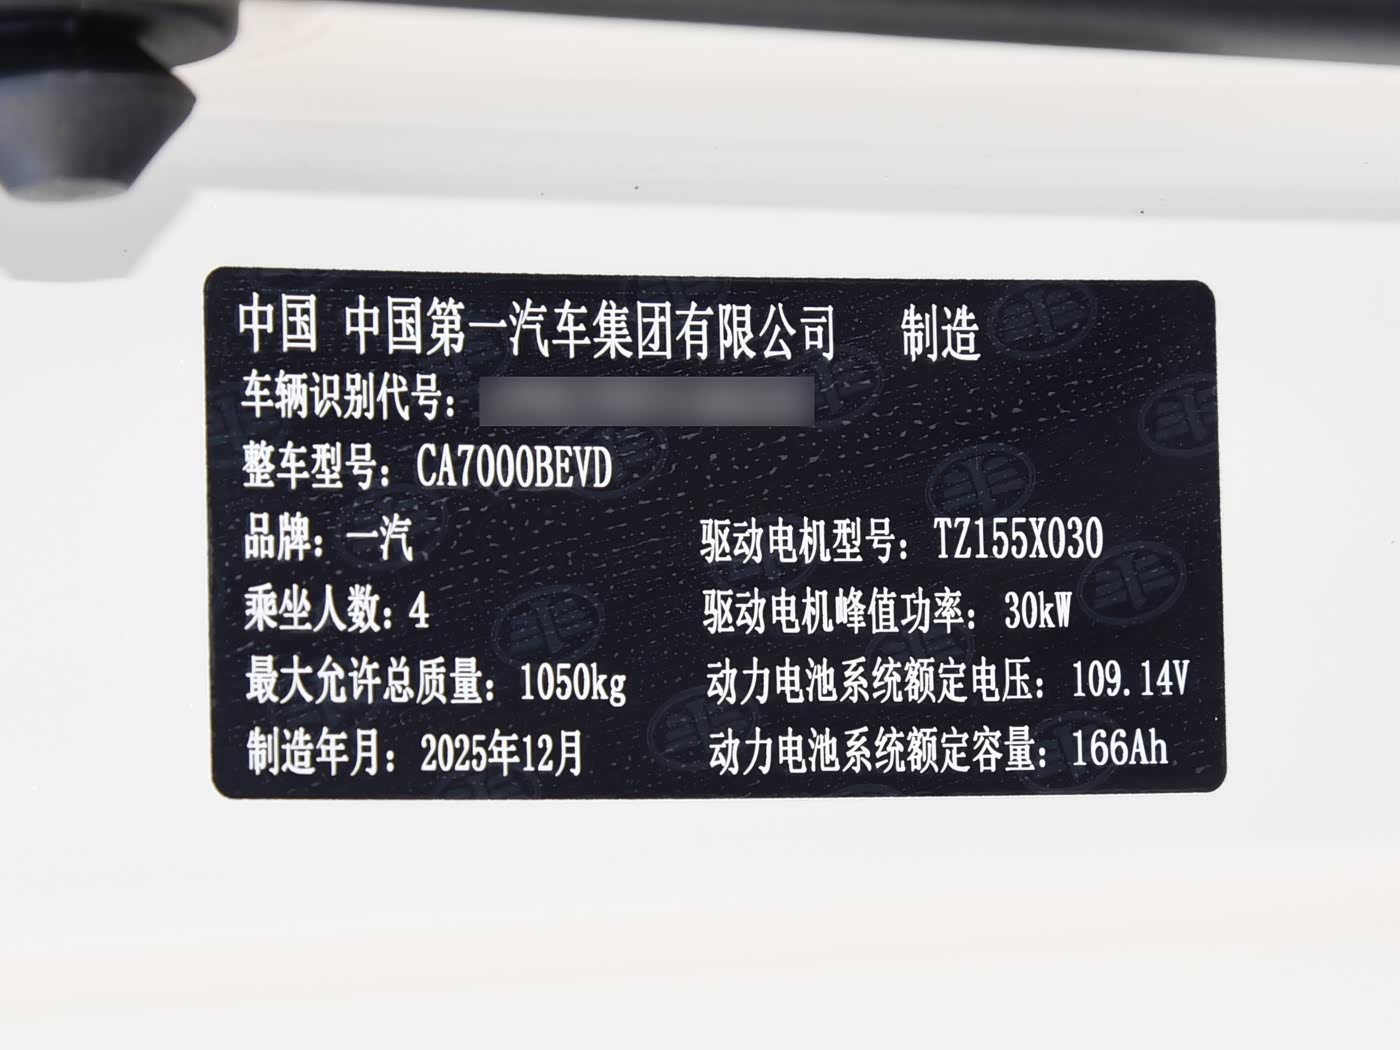 中国 中国第一汽车集团有限公司 制造
车辆识别代号：
整车型号：CA7000BEVD
品牌：一汽 驱动电机型号：TZ155X030
乘坐人数：4 驱动电机峰值功率：30kW
最大允许总质量：1050kg 动力电池系统额定电压：109.14V
制造年月：2025年12月 动力电池系统额定容量：166Ah